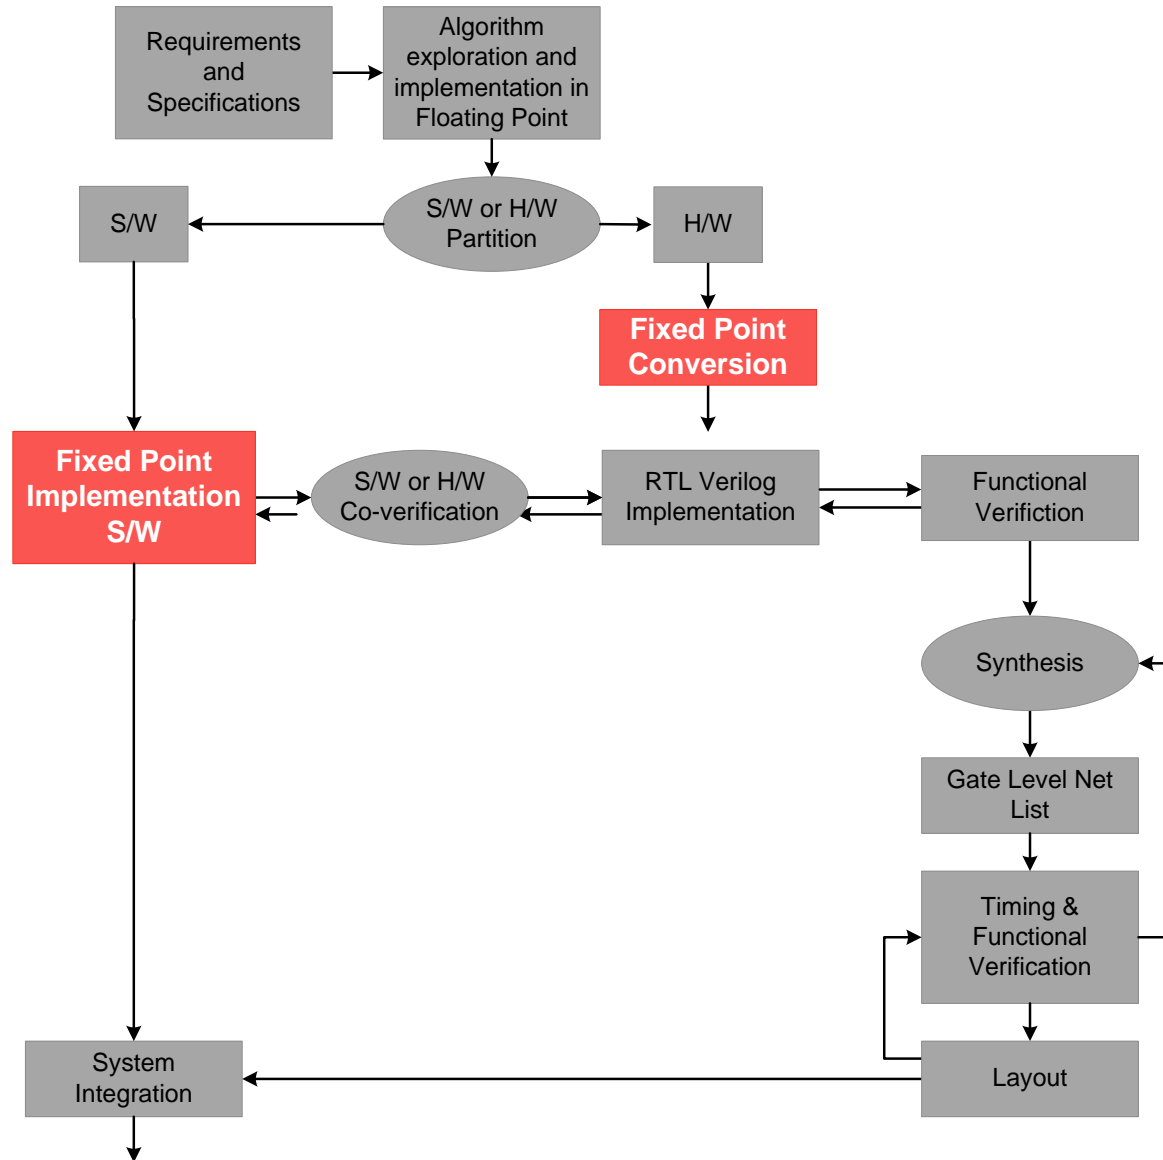 Requirements
and
Specifications
Algorithm
exploration and
implementation in
Floating Point
S/W
S/W or H/W
Partition
H/W
Fixed Point
Conversion
Fixed Point
Implementation
S/W
S/W or H/W
Co-verification
RTL Verilog
Implementation
Functional
Verifiction
Synthesis
Gate Level Net
List
Timing &
Functional
Verification
System
Integration
Layout